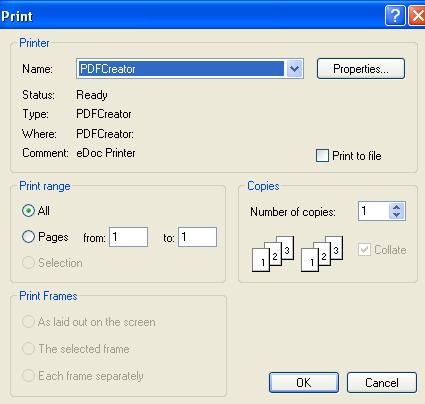 Print
Printer
Name: PDFCreator Properties...
Status: Ready
Type: PDFCreator
Where: PDFCreator:
Comment: eDoc Printer
Print to file
Print range
All
Pages from: 1 to: 1
Selection
Copies
Number of copies: 1
1 2 3 1 2 3 Collate
Print Frames
As laid out on the screen
The selected frame
Each frame separately
OK Cancel